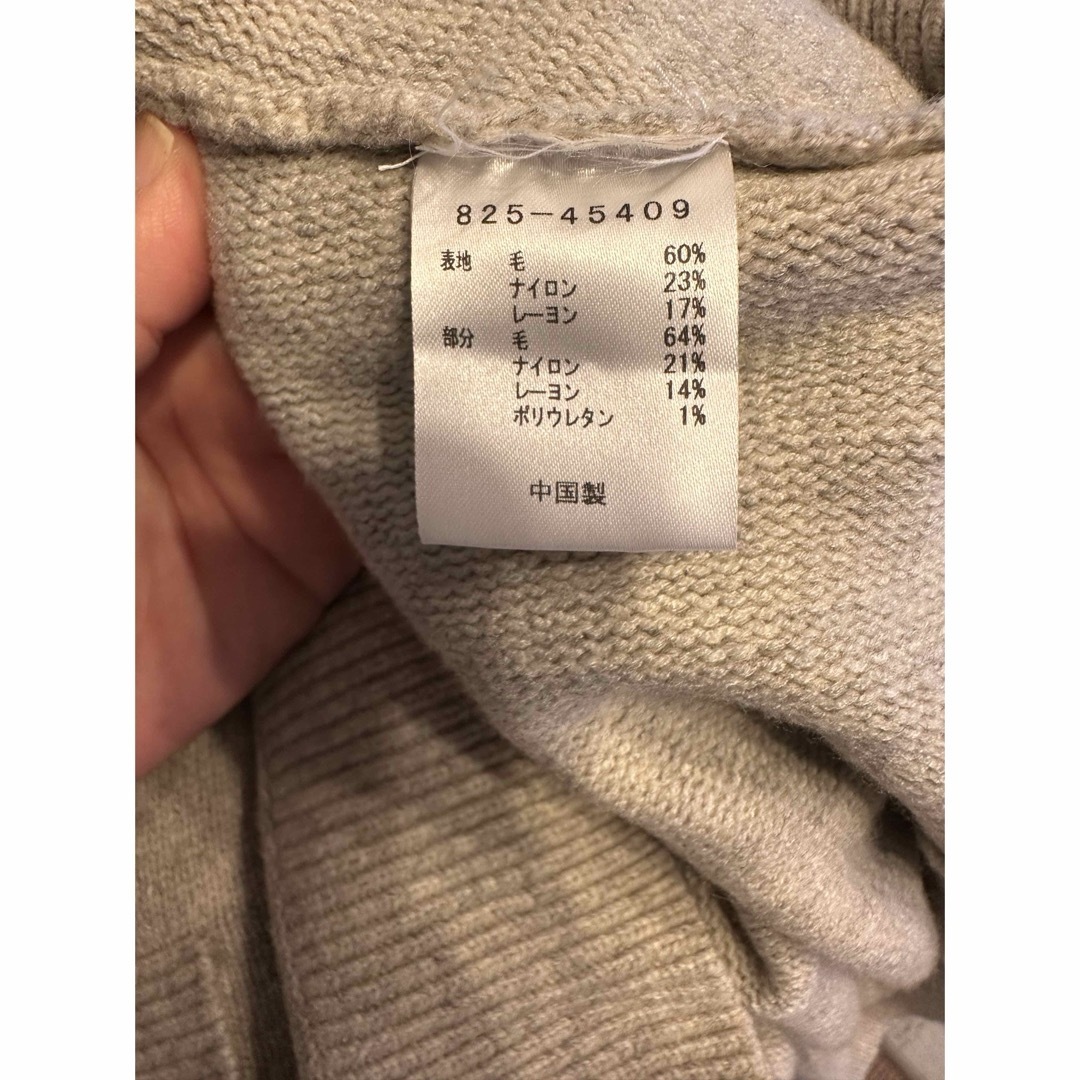 825-45409
表地 毛 60%
ナイロン 23%
レーヨン 17%
部分 毛 64%
ナイロン 21%
レーヨン 14%
ポリウレタン 1%
中国製